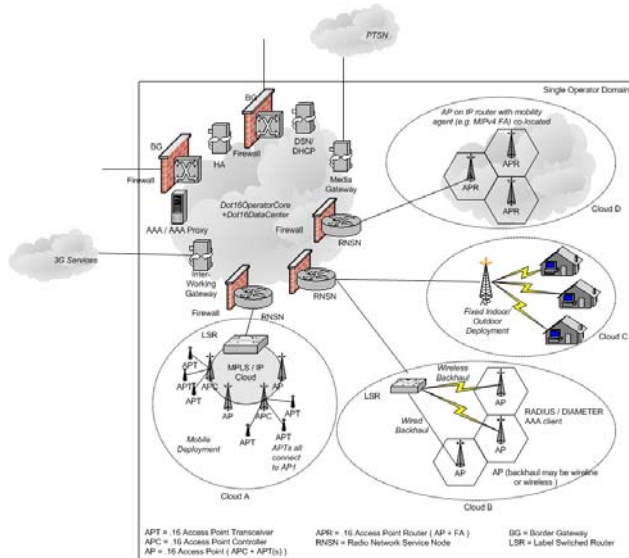 PTSN
Single Operator Domain
BG
AP on IP router with mobility
agent (e.g. MIPv4 FA) co-located
BG
Firewall
HA
DSN/
DHCP
Media
Gateway
Firewall
APR
APR
APR
Dot16OperatorCore
+Dot16DataCenter
Firewall
RNSN
Cloud D
AAA / AAA Proxy
3G Services
Inter-
Working
Gateway
Firewall
RNSN
RNSN
AP
Fixed Indoor/
Outdoor
Deployment
Cloud C
LSR
MPLS / IP
Cloud
APT
APT
APT
APC
AP
AP
APC
APT
APT
APT
Mobile
Deployment
APTs all
connect
to AP1
Cloud A
Wireless
Backhaul
LSR
AP
Wired
Backhaul
AP
RADIUS / DIAMETER
AAA client
AP
AP (backhaul may be wireline
or wireless )
Cloud B
APT = .16 Access Point Transceiver
APC = .16 Access Point Controller
AP = .16 Access Point ( APC + APT(s) )
APR = .16 Access Point Router ( AP + FA )
RNSN = Radio Network Service Node
BG = Border Gateway
LSR = Label Switched Router